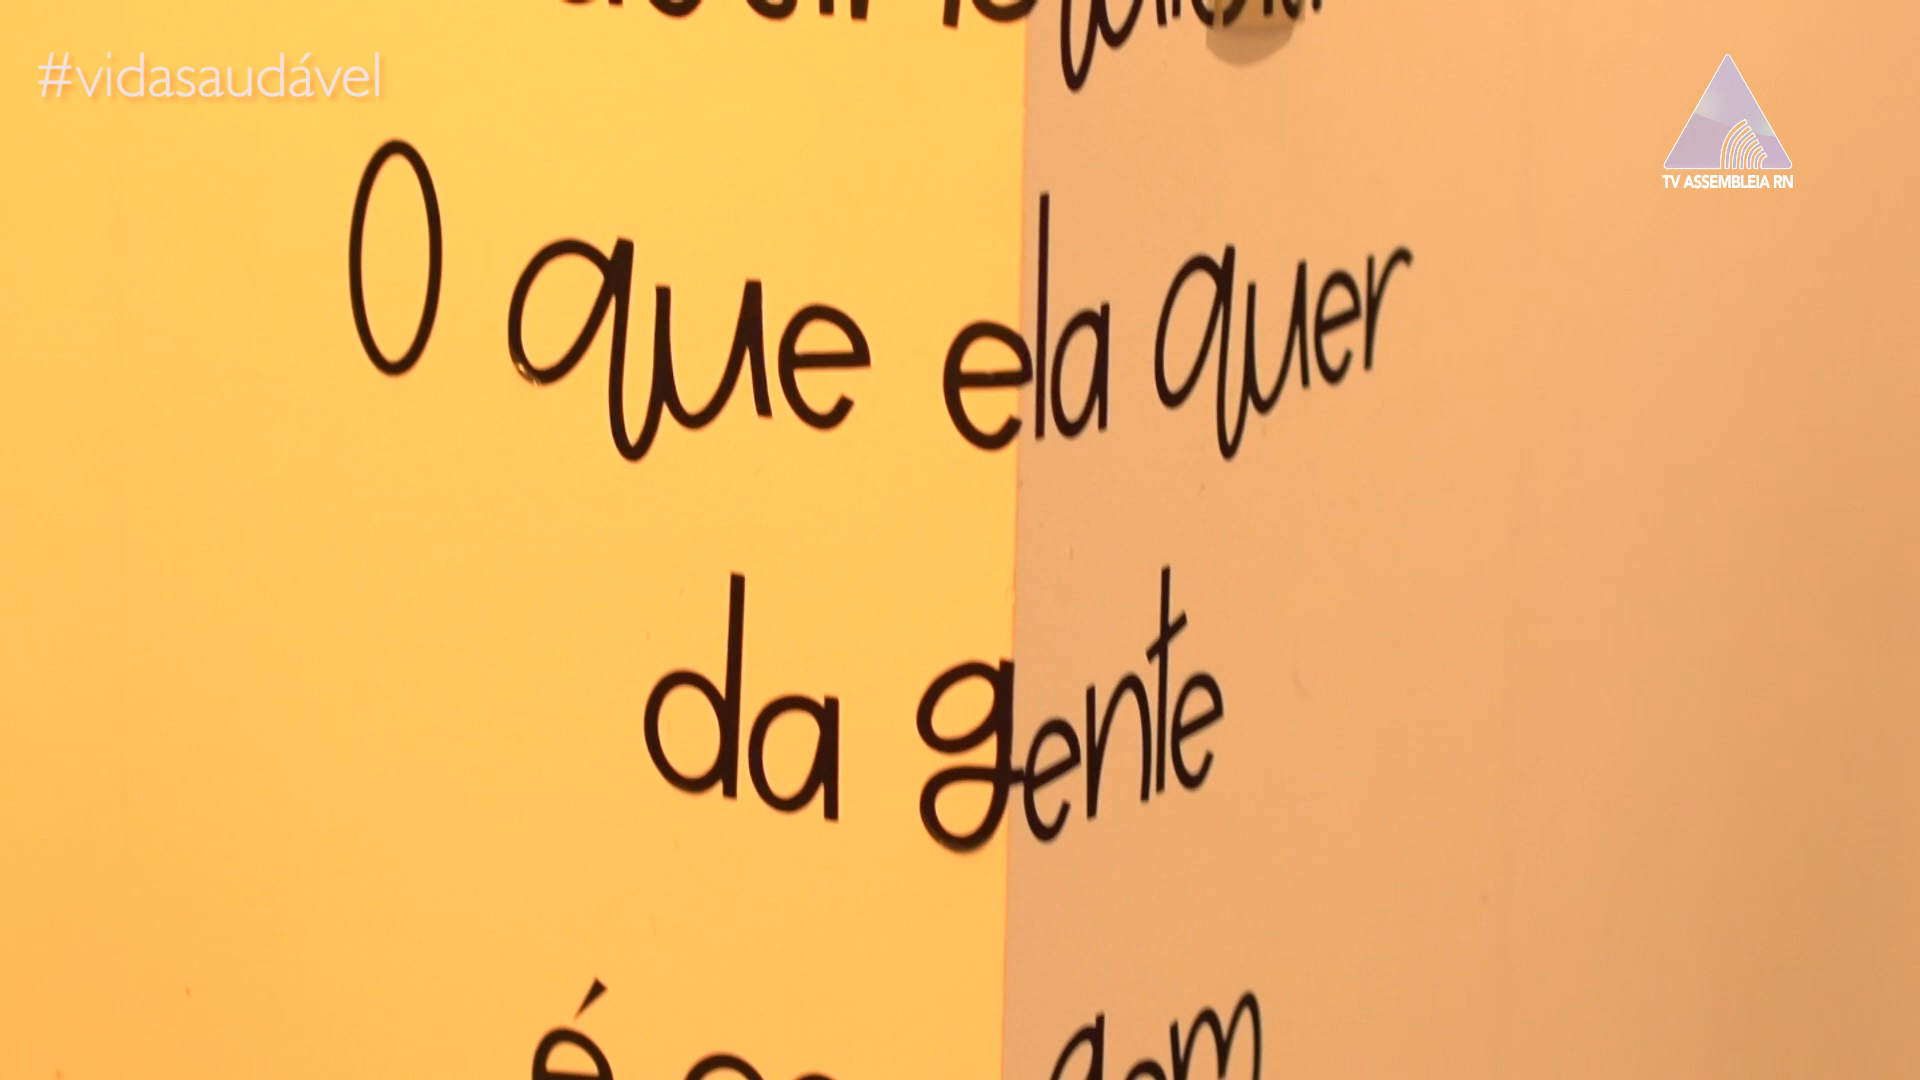 #vidasaudável
TV ASSEMBLEIA RN
O que ela quer
da gente
é